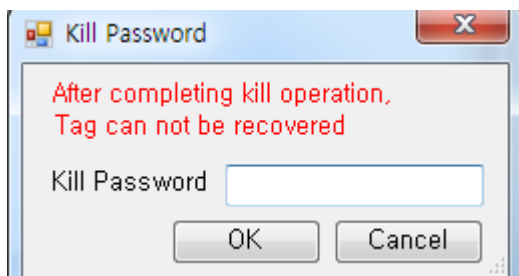 Kill Password
After completing kill operation,
Tag can not be recovered
Kill Password
OK Cancel